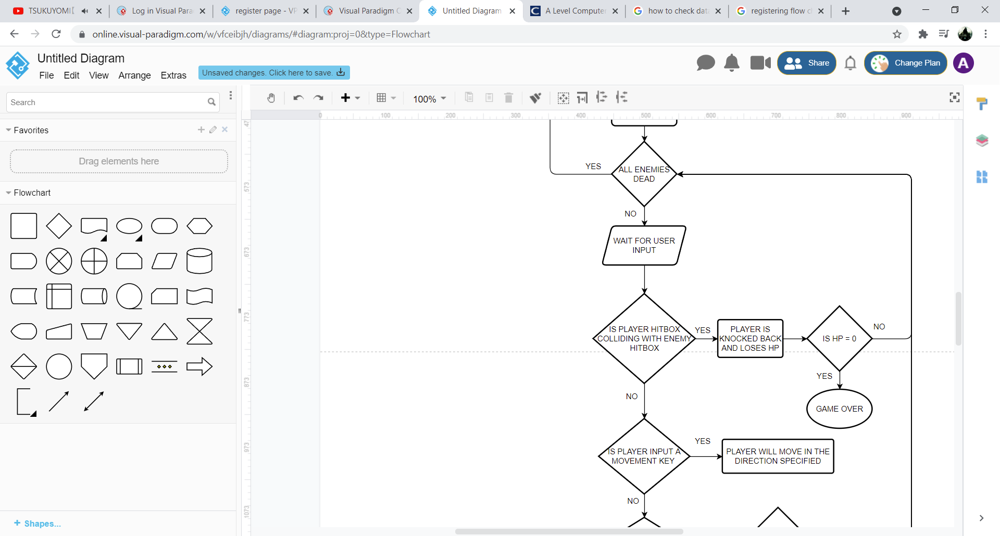 TSUKUYOMI
Log in Visual Para
register page - VP
Visual Paradigm C
Untitled Diagram
A Level Computer
how to check data
registering flow c
online.visual-paradigm.com/w/vfceibjh/diagrams/#diagram:proj=0&type=Flowchart
Untitled Diagram
File Edit View Arrange Extras
Unsaved changes. Click here to save.
Share
Change Plan
A
Search
100%
0 100 200 300 400 500 600 700 800 900
47
573
673
773
873
973
1073
Favorites
Drag elements here
Flowchart
Shapes...
YES
ALL ENEMIES
DEAD
NO
WAIT FOR USER
INPUT
IS PLAYER HITBOX
COLLIDING WITH ENEMY
HITBOX
YES
PLAYER IS
KNOCKED BACK
AND LOSES HP
IS HP = 0
NO
YES
GAME OVER
NO
IS PLAYER INPUT A
MOVEMENT KEY
YES
PLAYER WILL MOVE IN THE
DIRECTION SPECIFIED
NO